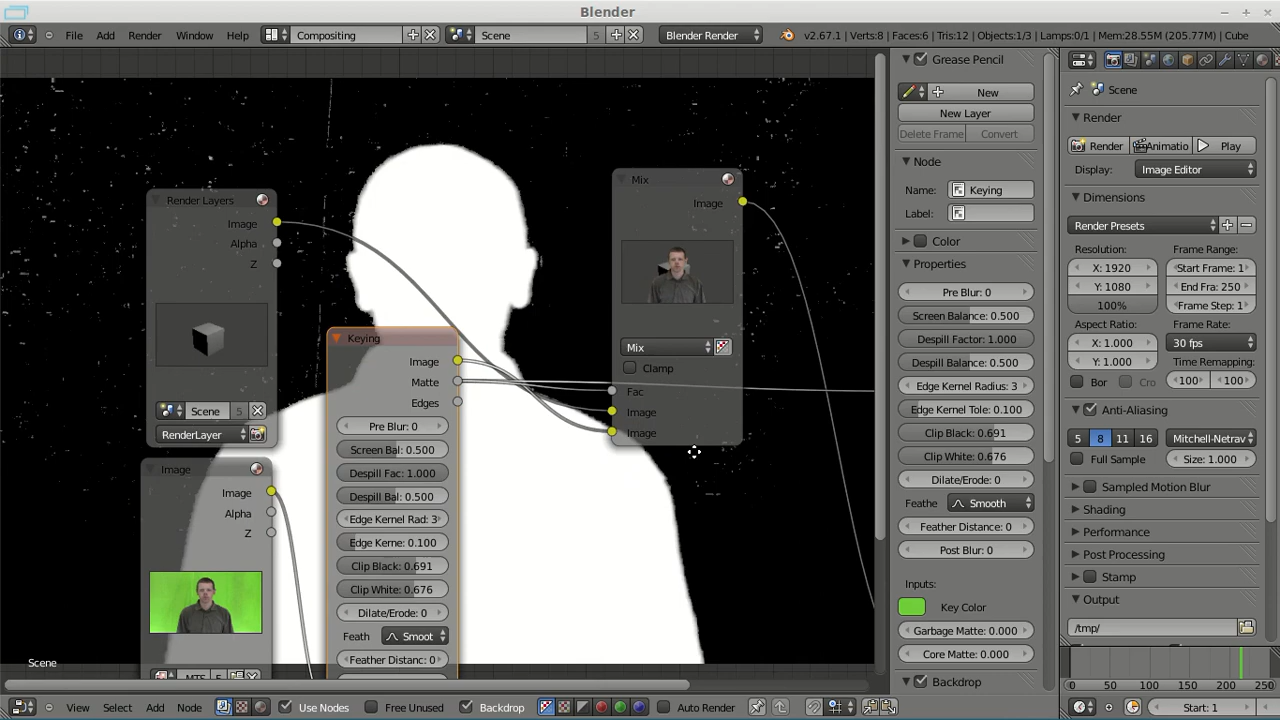 Blender
File Add Render Window Help Compositing Scene 5 Blender Render v2.67.1 | Verts:8 | Faces:6 | Tris:12 | Objects:1/3 | Lamps:0/1 | Mem:28.55M (205.77M) | Cube
Render Layers
Image
Alpha
Z
Scene 5
RenderLayer
Image
Image
Alpha
Z
Keying
Image
Matte
Edges
Pre Blur: 0
Screen Bal: 0.500
Despill Fac: 1.000
Despill Bal: 0.500
Edge Kernel Rad: 3
Edge Kerne: 0.100
Clip Black: 0.691
Clip White: 0.676
Dilate/Erode: 0
Feath Smoot
Feather Distanc: 0
Mix
Image
Mix
Clamp
Fac
Image
Image
Scene
Grease Pencil
New
New Layer
Delete Frame Convert
Node
Name: Keying
Label:
Color
Properties
Pre Blur: 0
Screen Balance: 0.500
Despill Factor: 1.000
Despill Balance: 0.500
Edge Kernel Radius: 3
Edge Kernel Tole: 0.100
Clip Black: 0.691
Clip White: 0.676
Dilate/Erode: 0
Feathe Smooth
Feather Distance: 0
Post Blur: 0
Inputs:
Key Color
Garbage Matte: 0.000
Core Matte: 0.000
Backdrop
Scene
Render
Render Animatio Play
Display: Image Editor
Dimensions
Render Presets
Resolution: Frame Range:
X: 1920 Start Frame: 1
Y: 1080 End Fra: 250
100% Frame Step: 1
Aspect Ratio: Frame Rate:
X: 1.000 30 fps
Y: 1.000 Time Remapping:
Bor Cro 100 100
Anti-Aliasing
5 8 11 16 Mitchell-Netrav
Full Sample Size: 1.000
Sampled Motion Blur
Shading
Performance
Post Processing
Stamp
Output
/tmp/
0 50 100 150 200 250
View Select Add Node Use Nodes Free Unused Backdrop Auto Render Start: 1